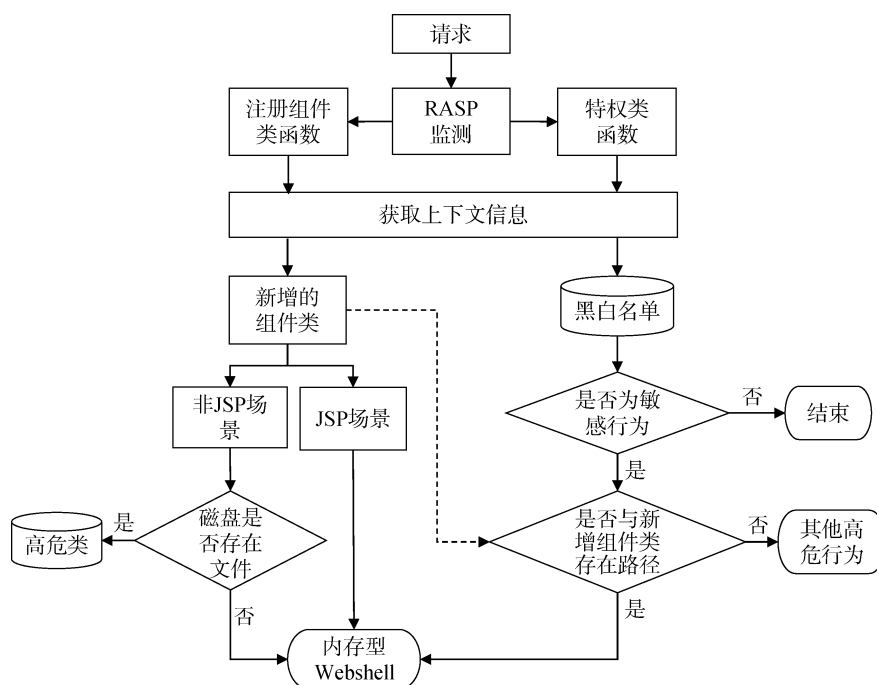 请求
注册组件
类函数
RASP
监测
特权类
函数
获取上下文信息
新增的
组件类
黑白名单
非JSP场
景
JSP场景
是否为敏
感行为
否
结束
是
磁盘是
否存在
文件
是
高危类
是否与新
增组件类
存在路径
否
其他高
危行为
否
是
内存型
Webshell